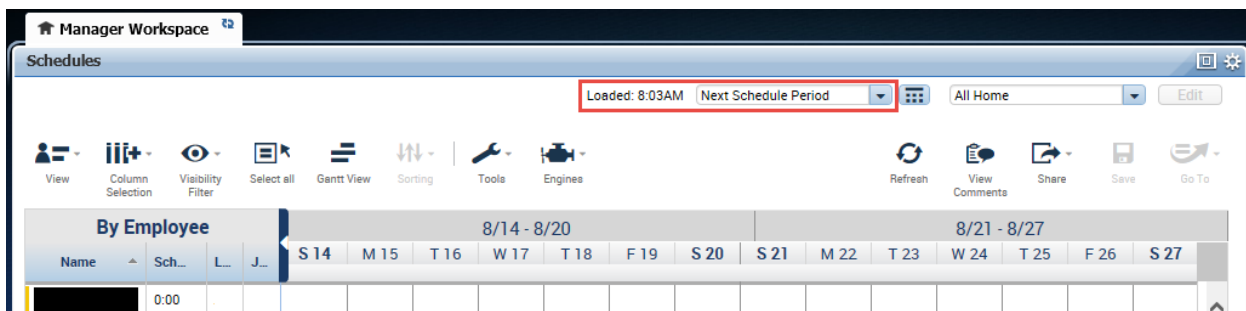 Manager Workspace
Schedules
Loaded: 8:03AM Next Schedule Period All Home Edit
View Column Selection Visibility Filter Select all Gantt View Sorting Tools Engines Refresh View Comments Share Save Go To
By Employee 8/14 - 8/20 8/21 - 8/27
Name Sch... L... J... S 14 M 15 T 16 W 17 T 18 F 19 S 20 S 21 M 22 T 23 W 24 T 25 F 26 S 27
0:00